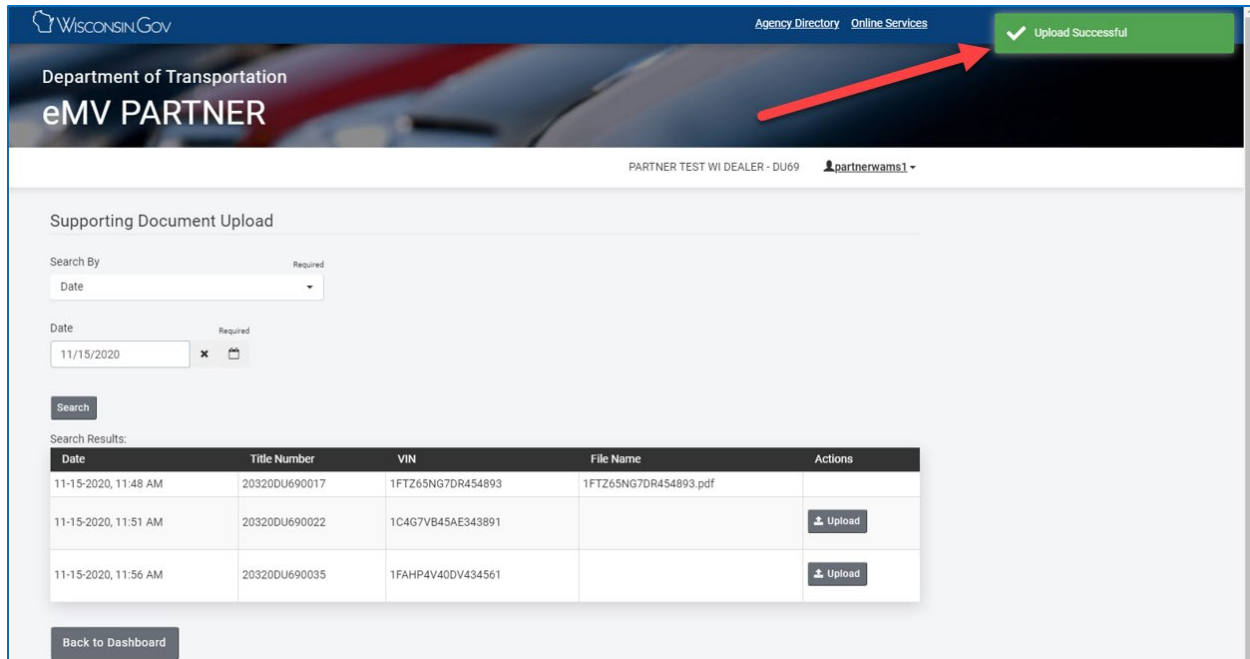 WISCONSIN.GOV
Agency Directory Online Services
Upload Successful
Department of Transportation
eMV PARTNER
PARTNER TEST WI DEALER - DU69 partnerwams1
Supporting Document Upload
Search By Required
Date
Date Required
11/15/2020
Search
Search Results:
Date Title Number VIN File Name Actions
11-15-2020, 11:48 AM 20320DU690017 1FTZ65NG7DR454893 1FTZ65NG7DR454893.pdf
11-15-2020, 11:51 AM 20320DU690022 1C4G7VB45AE343891 Upload
11-15-2020, 11:56 AM 20320DU690035 1FAHP4V40DV434561 Upload
Back to Dashboard